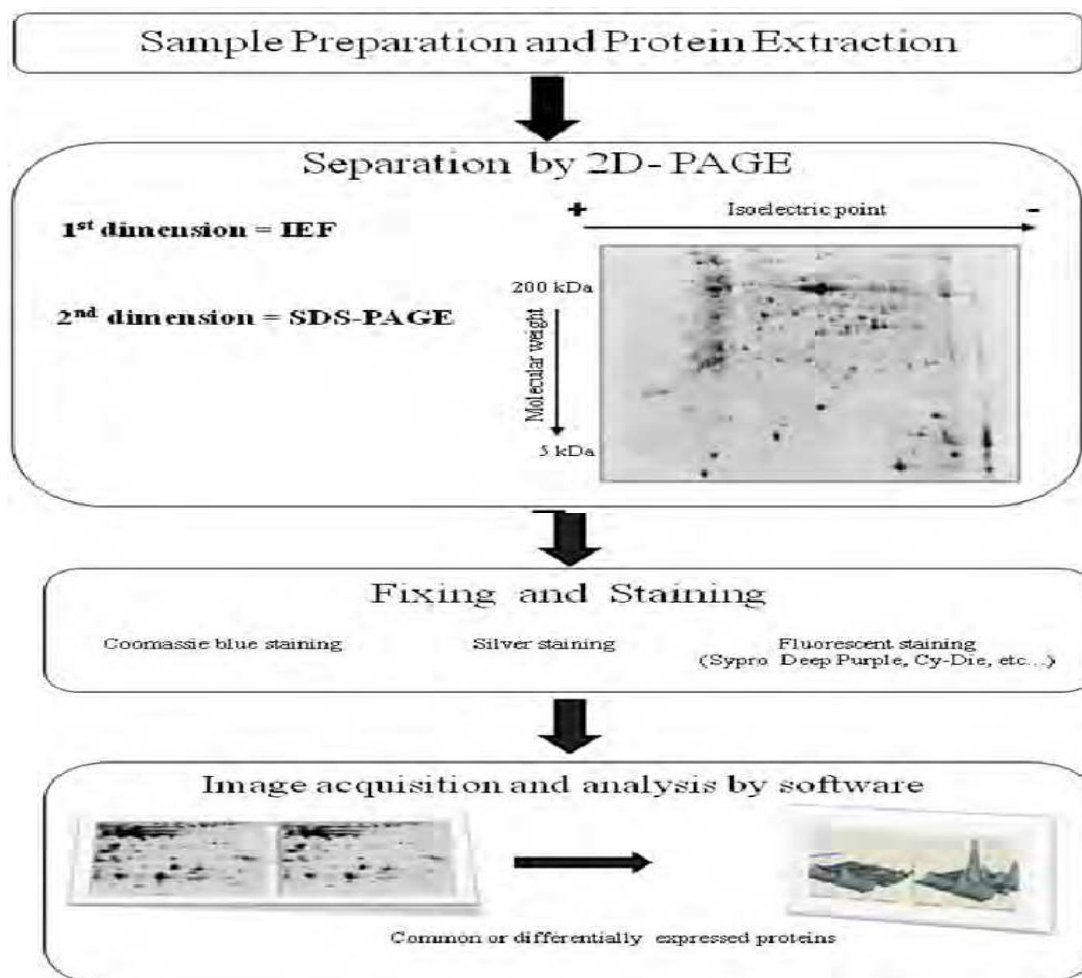 Sample Preparation and Protein Extraction
Separation by 2D-PAGE
+ Isoelectric point -
1st dimension = IEF
200 kDa
2nd dimension = SDS-PAGE
Molecular weight
5 kDa
Fixing and Staining
Coomassie blue staining Silver staining Fluorescent staining
(Sypro Deep Purple, Cy-Die, etc...)
Image acquisition and analysis by software
Common or differentially expressed proteins